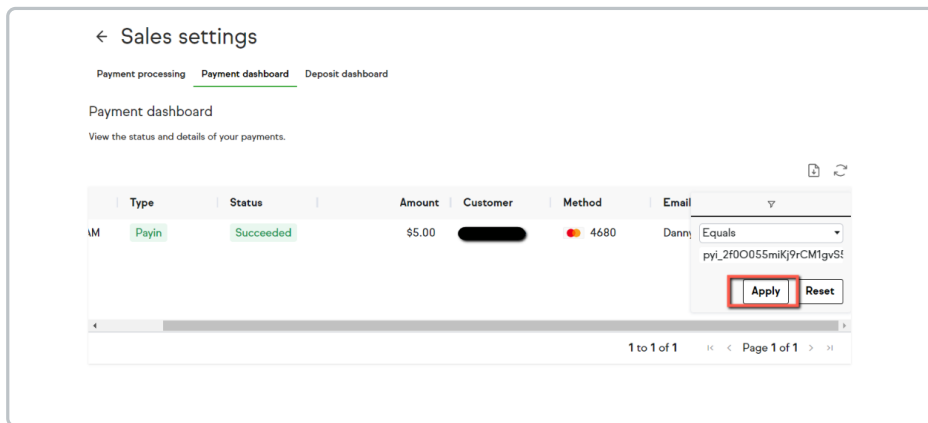 Sales settings
Payment processing Payment dashboard Deposit dashboard
Payment dashboard
View the status and details of your payments.
Type Status Amount Customer Method Email
AM Payin Succeeded $5.00 4680 Danny Equals
pyi_2f0O055miKj9rCM1gvS5
Apply Reset
1 to 1 of 1 Page 1 of 1